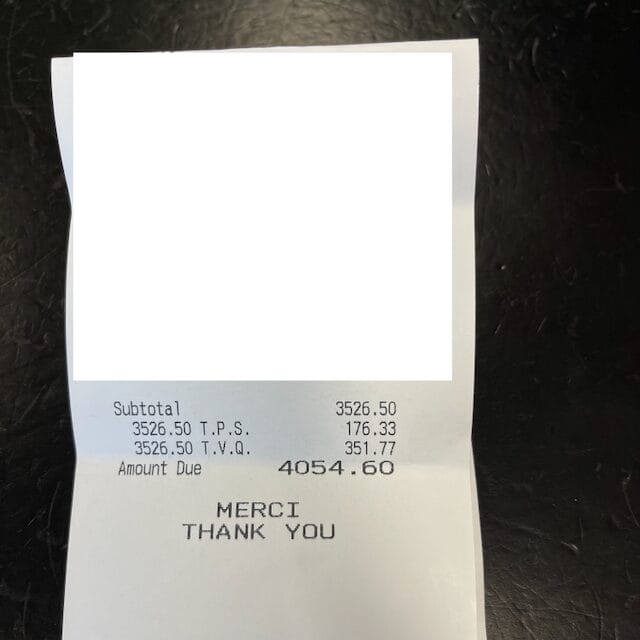 Subtotal 3526.50
3526.50 T.P.S. 176.33
3526.50 T.V.Q. 351.77
Amount Due 4054.60
MERCI
THANK YOU